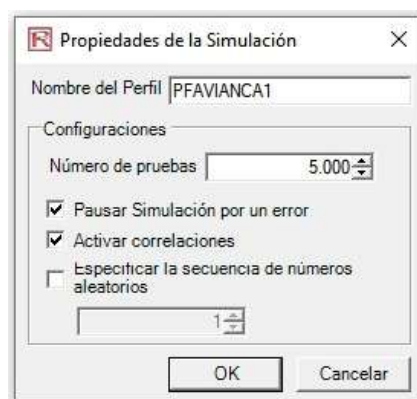 Propiedades de la Simulación
Nombre del Perfil PFAVIANCA1
Configuraciones
Número de pruebas 5.000
Pausar Simulación por un error
Activar correlaciones
Especificar la secuencia de números
aleatorios
1
OK Cancelar